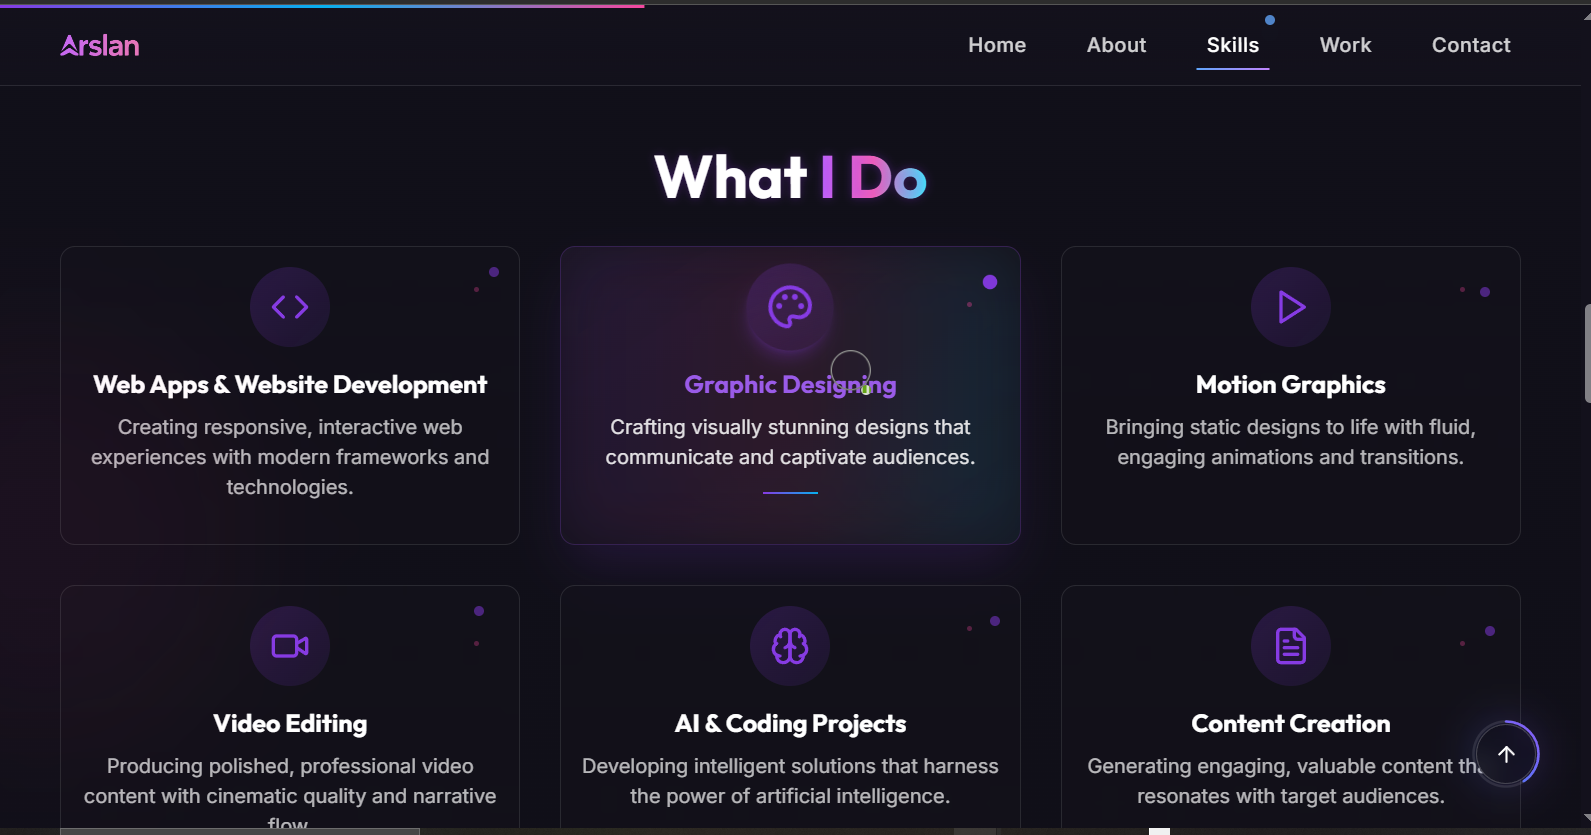 Arslan
Home
About
Skills
Work
Contact
What I Do
Web Apps & Website Development
Creating responsive, interactive web
experiences with modern frameworks and
technologies.
Graphic Designing
Crafting visually stunning designs that
communicate and captivate audiences.
Motion Graphics
Bringing static designs to life with fluid,
engaging animations and transitions.
Video Editing
Producing polished, professional video
content with cinematic quality and narrative
flow.
AI & Coding Projects
Developing intelligent solutions that harness
the power of artificial intelligence.
Content Creation
Generating engaging, valuable content that
resonates with target audiences.